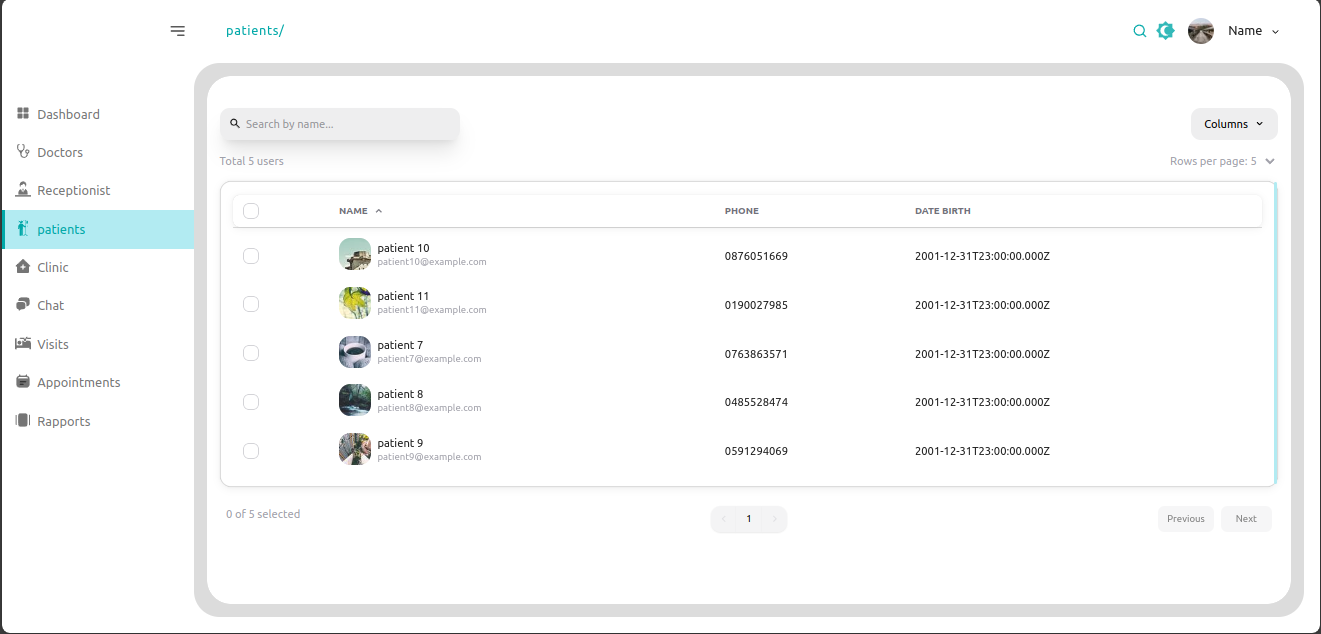 patients/
Name
Dashboard
Doctors
Receptionist
patients
Clinic
Chat
Visits
Appointments
Rapports
Search by name...
Columns
Total 5 users
Rows per page: 5
NAME PHONE DATE BIRTH
patient 10
patient10@example.com
0876051669
2001-12-31T23:00:00.000Z
patient 11
patient11@example.com
0190027985
2001-12-31T23:00:00.000Z
patient 7
patient7@example.com
0763863571
2001-12-31T23:00:00.000Z
patient 8
patient8@example.com
0485528474
2001-12-31T23:00:00.000Z
patient 9
patient9@example.com
0591294069
2001-12-31T23:00:00.000Z
0 of 5 selected
1
Previous
Next